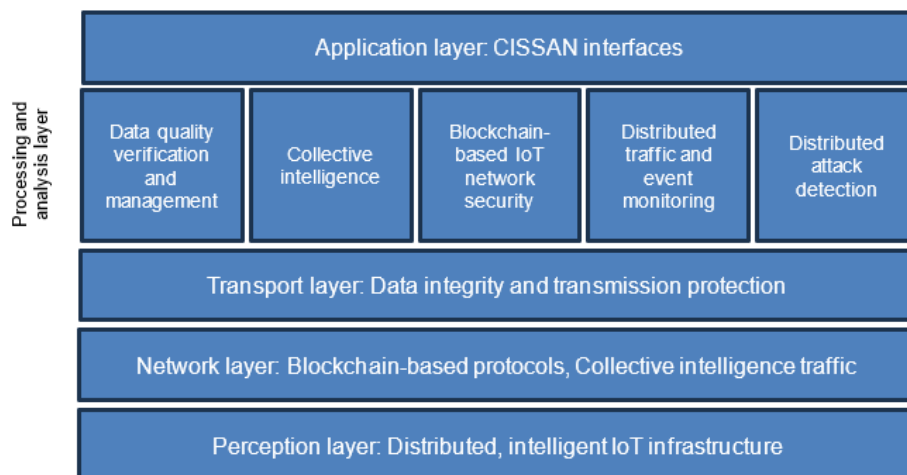 Application layer: CISSAN interfaces
Processing and
analysis layer
Data quality
verification
and
management
Collective
intelligence
Blockchain-
based IoT
network
security
Distributed
traffic and
event
monitoring
Distributed
attack
detection
Transport layer: Data integrity and transmission protection
Network layer: Blockchain-based protocols, Collective intelligence traffic
Perception layer: Distributed, intelligent IoT infrastructure